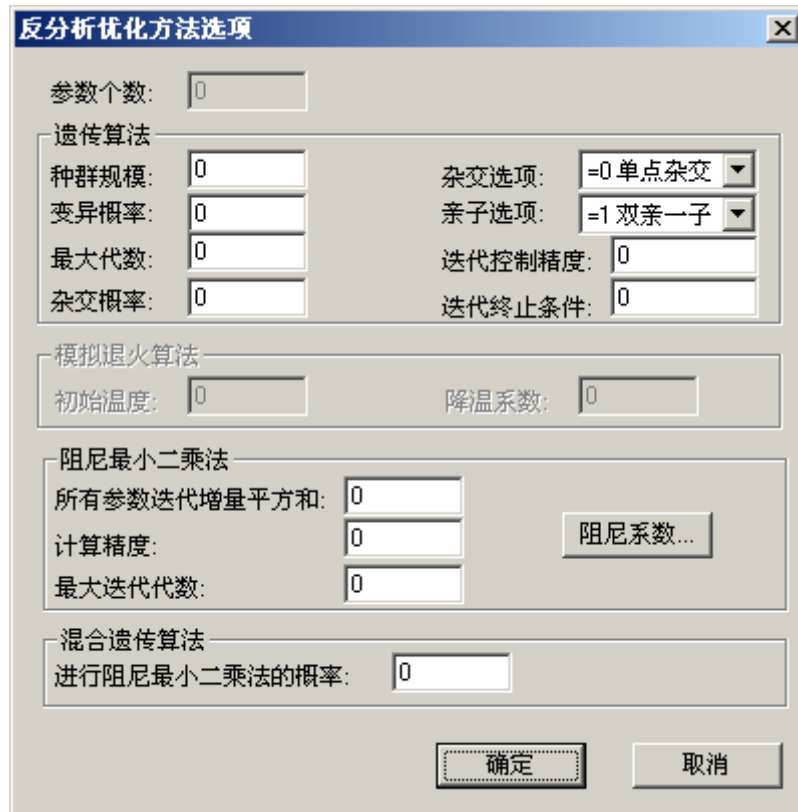 反分析优化方法选项
参数个数: 0
遗传算法
种群规模: 0 杂交选项: =0 单点杂交
变异概率: 0 亲子选项: =1 双亲一子
最大代数: 0 迭代控制精度: 0
杂交概率: 0 迭代终止条件: 0
模拟退火算法
初始温度: 0 降温系数: 0
阻尼最小二乘法
所有参数迭代增量平方和: 0
计算精度: 0 阻尼系数...
最大迭代代数: 0
混合遗传算法
进行阻尼最小二乘法的概率: 0
确定 取消